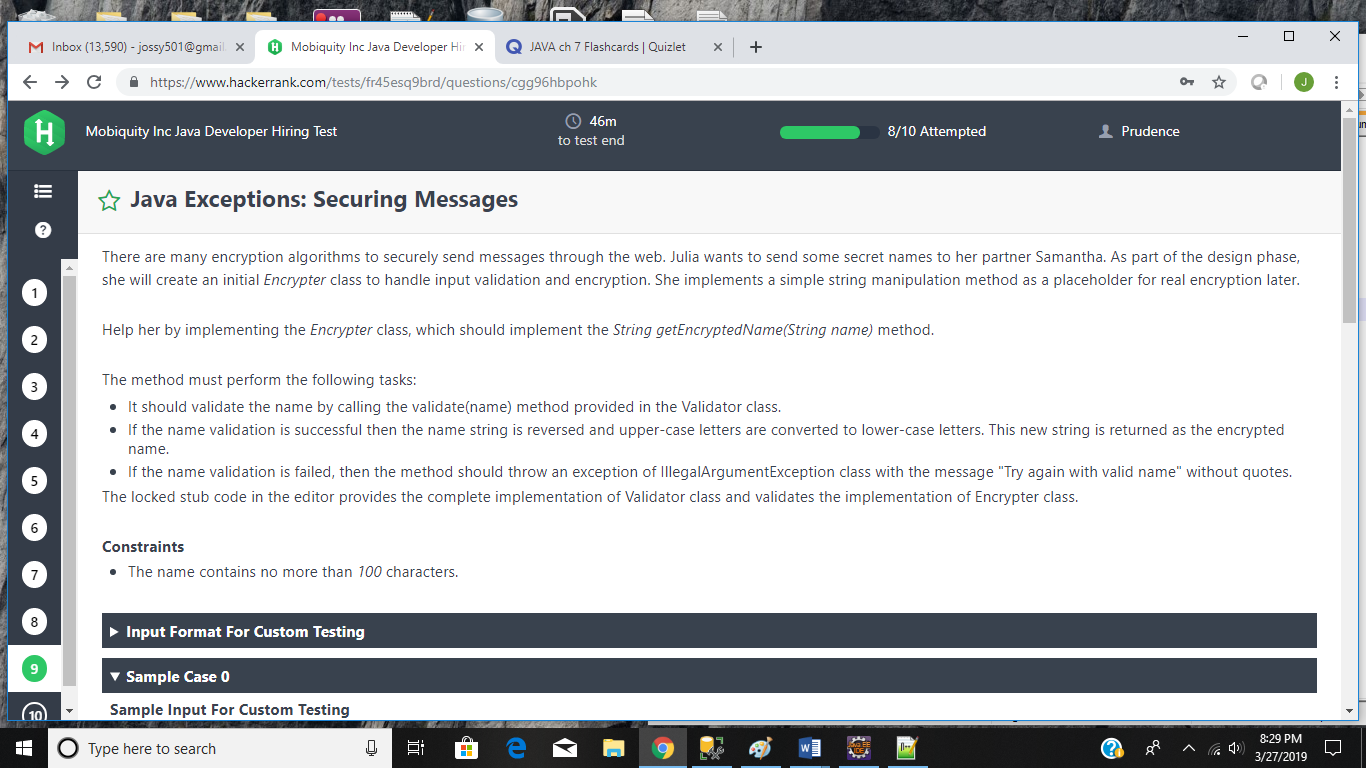 Inbox (13,590) - jossy501@gmail
Mobiquity Inc Java Developer Hir
JAVA ch 7 Flashcards | Quizlet
https://www.hackerrank.com/tests/fr45esq9brd/questions/cgg96hbpohk
J
H
Mobiquity Inc Java Developer Hiring Test
46m
to test end
8/10 Attempted
Prudence
Java Exceptions: Securing Messages
?
There are many encryption algorithms to securely send messages through the web. Julia wants to send some secret names to her partner Samantha. As part of the design phase,
she will create an initial Encrypter class to handle input validation and encryption. She implements a simple string manipulation method as a placeholder for real encryption later.
1
Help her by implementing the Encrypter class, which should implement the String getEncryptedName(String name) method.
2
The method must perform the following tasks:
3
• It should validate the name by calling the validate(name) method provided in the Validator class.
• If the name validation is successful then the name string is reversed and upper-case letters are converted to lower-case letters. This new string is returned as the encrypted
name.
4
• If the name validation is failed, then the method should throw an exception of IllegalArgumentException class with the message "Try again with valid name" without quotes.
5
The locked stub code in the editor provides the complete implementation of Validator class and validates the implementation of Encrypter class.
6
Constraints
• The name contains no more than 100 characters.
7
8
Input Format For Custom Testing
9
Sample Case 0
10
Sample Input For Custom Testing
Type here to search
8:29 PM
3/27/2019